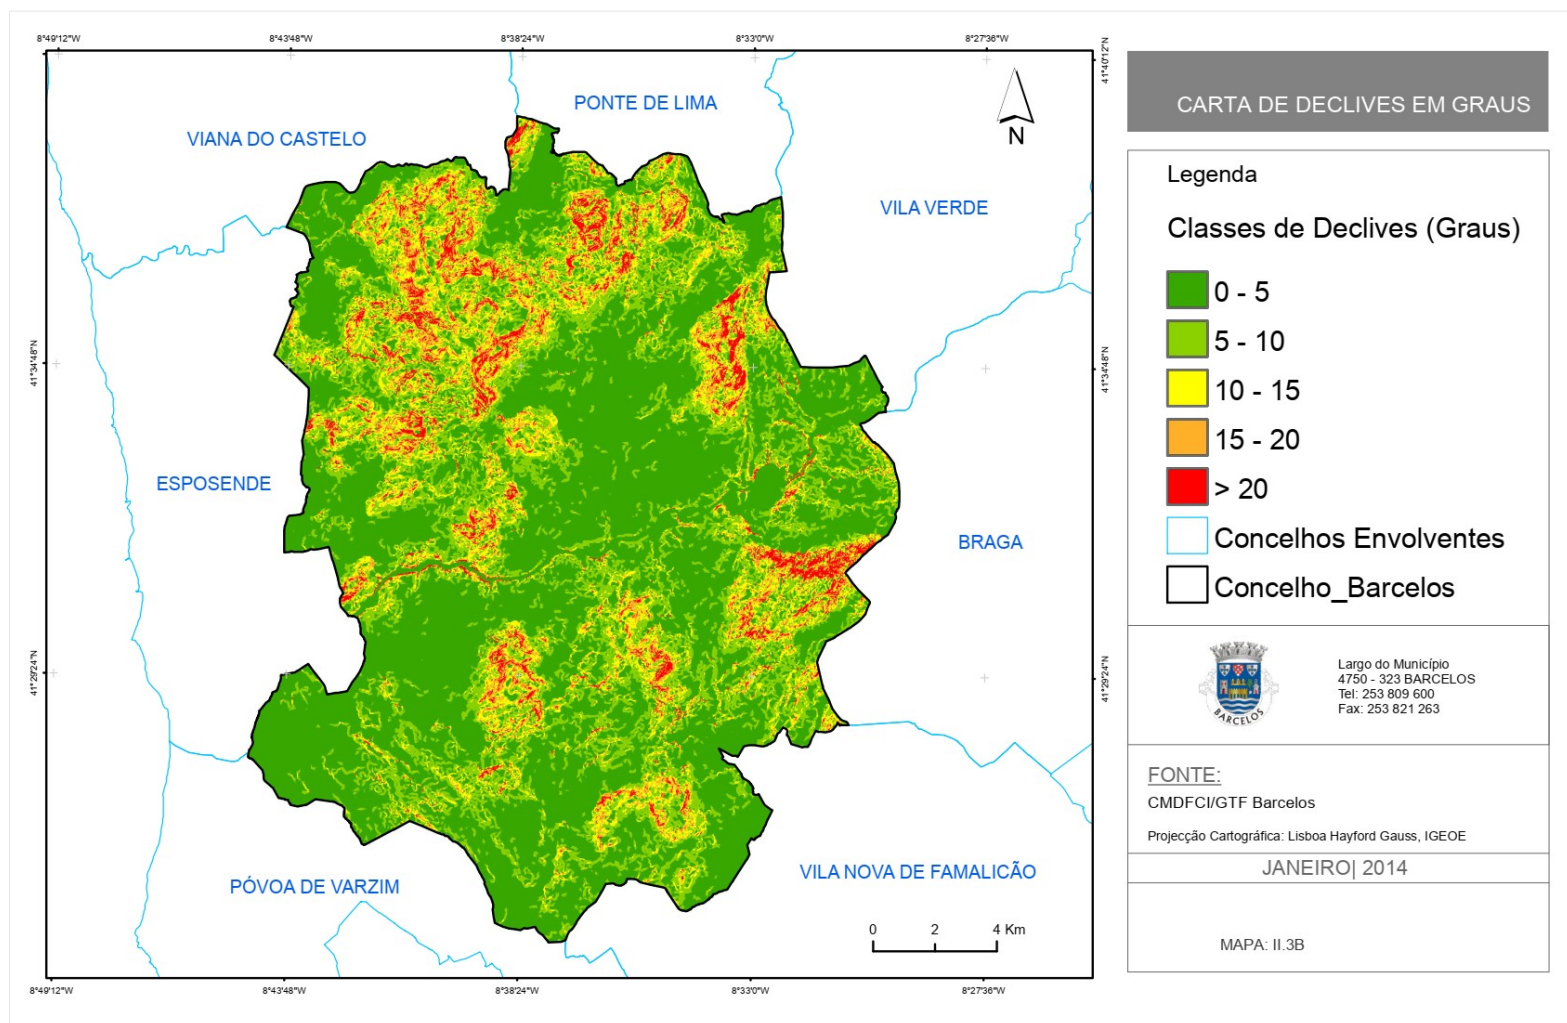 8°49'12"W
8°43'48"W
8°38'24"W
8°33'0"W
8°27'36"W
41°40'12"N
PONTE DE LIMA
VIANA DO CASTELO
N
VILA VERDE
41°34'48"N
41°34'48"N
ESPOSENDE
BRAGA
41°29'24"N
41°29'24"N
VILA NOVA DE FAMALICÃO
PÓVOA DE VARZIM
0 2 4 Km
8°49'12"W
8°43'48"W
8°38'24"W
8°33'0"W
8°27'36"W
CARTA DE DECLIVES EM GRAUS
Legenda
Classes de Declives (Graus)
0 - 5
5 - 10
10 - 15
15 - 20
> 20
Concelhos Envolventes
Concelho_Barcelos
BARCELOS
Largo do Município
4750 - 323 BARCELOS
Tel: 253 809 600
Fax: 253 821 263
FONTE:
CMDFCI/GTF Barcelos
Projecção Cartográfica: Lisboa Hayford Gauss, IGEOE
JANEIRO| 2014
MAPA: II.3B